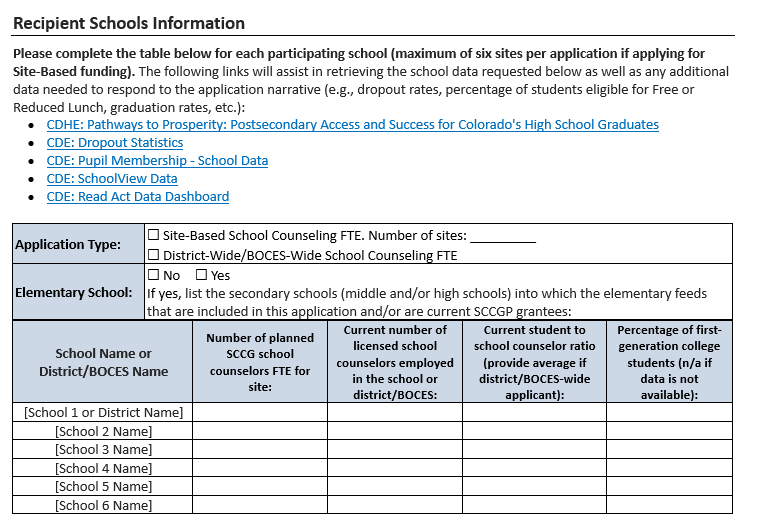 Recipient Schools Information
Please complete the table below for each participating school (maximum of six sites per application if applying for
Site-Based funding). The following links will assist in retrieving the school data requested below as well as any additional
data needed to respond to the application narrative (e.g., dropout rates, percentage of students eligible for Free or
Reduced Lunch, graduation rates, etc.):
• CDHE: Pathways to Prosperity: Postsecondary Access and Success for Colorado's High School Graduates
• CDE: Dropout Statistics
• CDE: Pupil Membership - School Data
• CDE: SchoolView Data
• CDE: Read Act Data Dashboard
Application Type:
☐ Site-Based School Counseling FTE. Number of sites: __________
☐ District-Wide/BOCES-Wide School Counseling FTE
Elementary School:
☐ No ☐ Yes
If yes, list the secondary schools (middle and/or high schools) into which the elementary feeds
that are included in this application and/or are current SCCGP grantees:
School Name or
District/BOCES Name
Number of planned
SCCG school
counselors FTE for
site:
Current number of
licensed school
counselors employed
in the school or
district/BOCES:
Current student to
school counselor ratio
(provide average if
district/BOCES-wide
applicant):
Percentage of first-
generation college
students (n/a if
data is not
available):
[School 1 or District Name]
[School 2 Name]
[School 3 Name]
[School 4 Name]
[School 5 Name]
[School 6 Name]